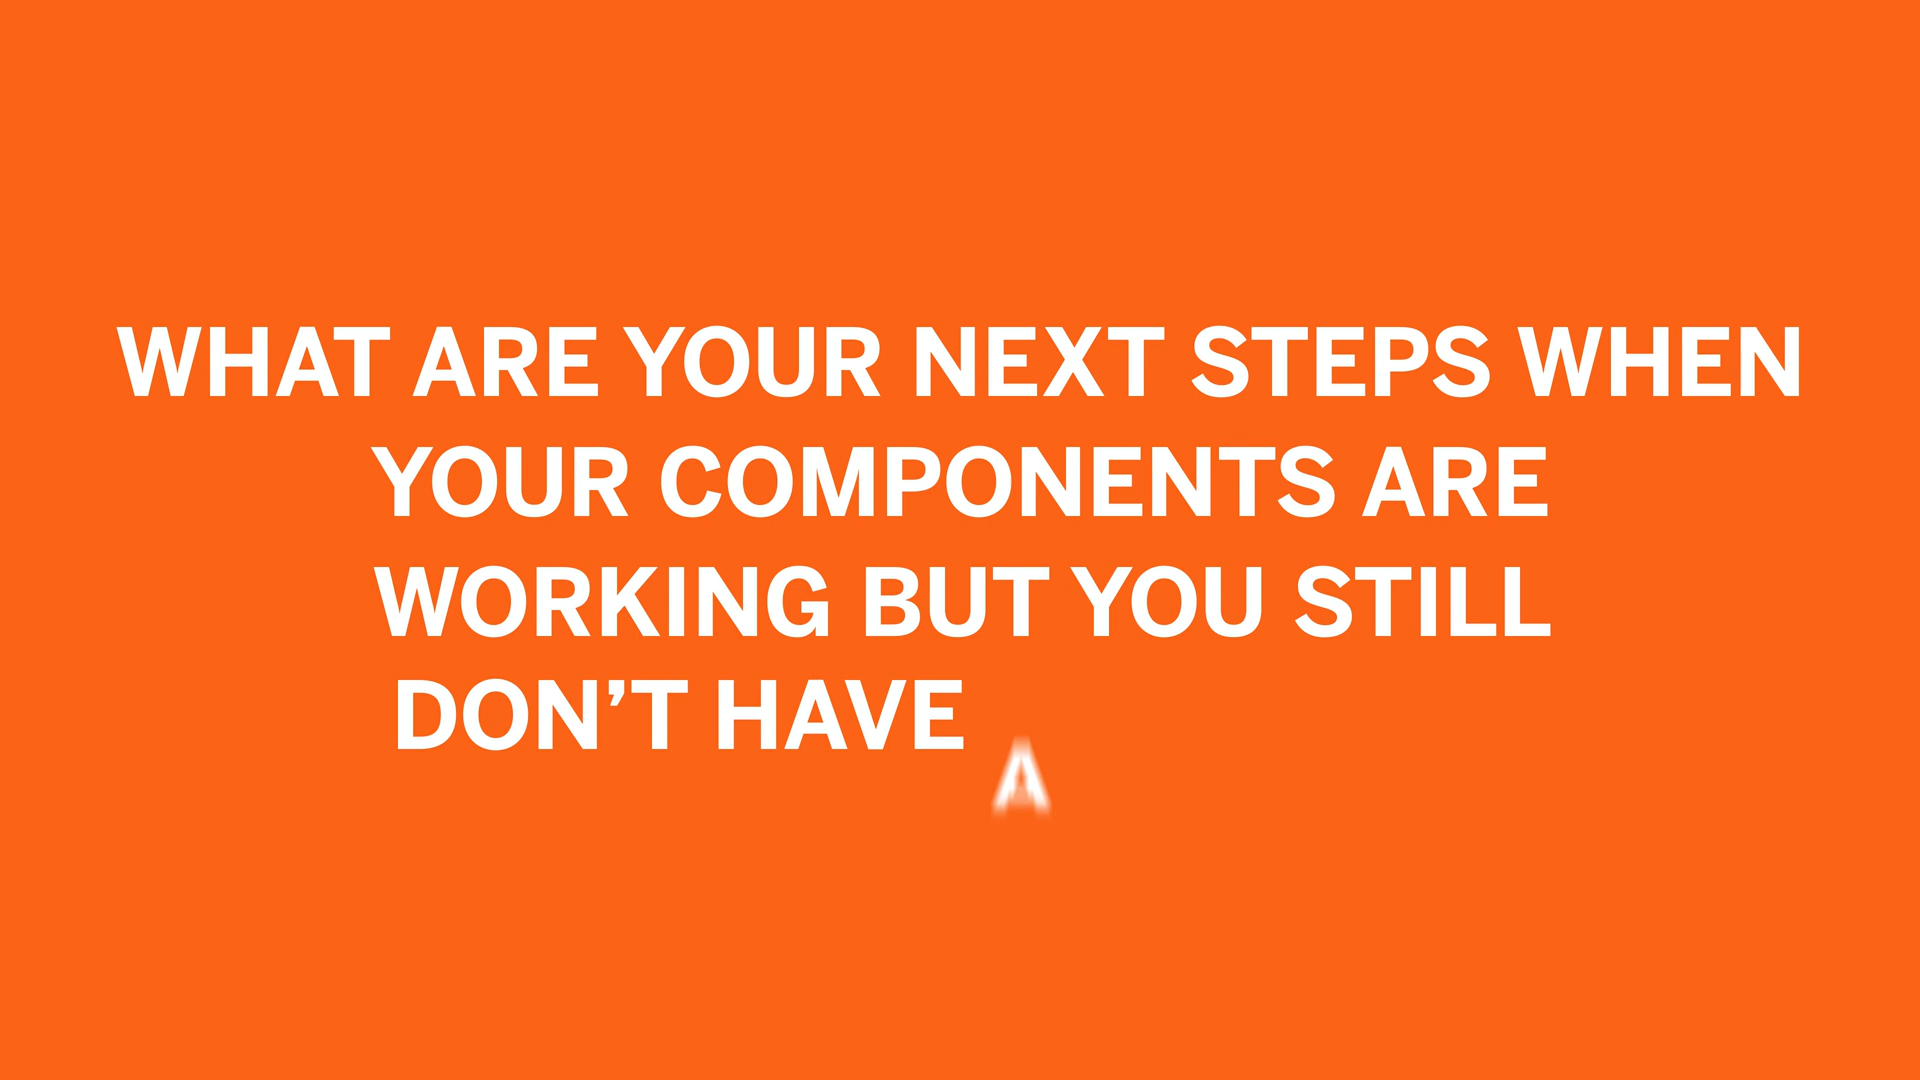 WHAT ARE YOUR NEXT STEPS WHEN
YOUR COMPONENTS ARE
WORKING BUT YOU STILL
DON’T HAVE A